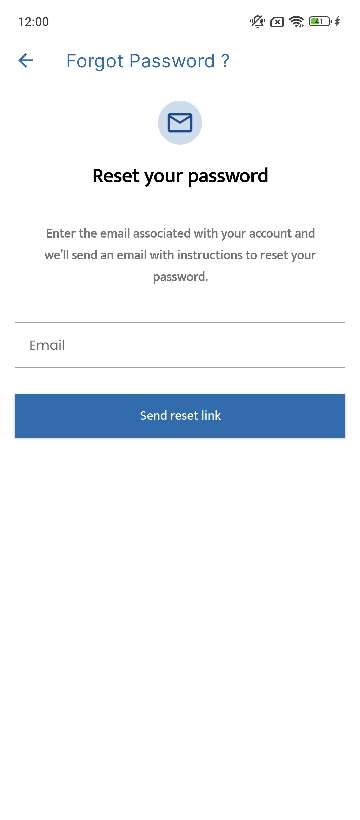 12:00
41
Forgot Password ?
Reset your password
Enter the email associated with your account and
we'll send an email with instructions to reset your
password.
Email
Send reset link